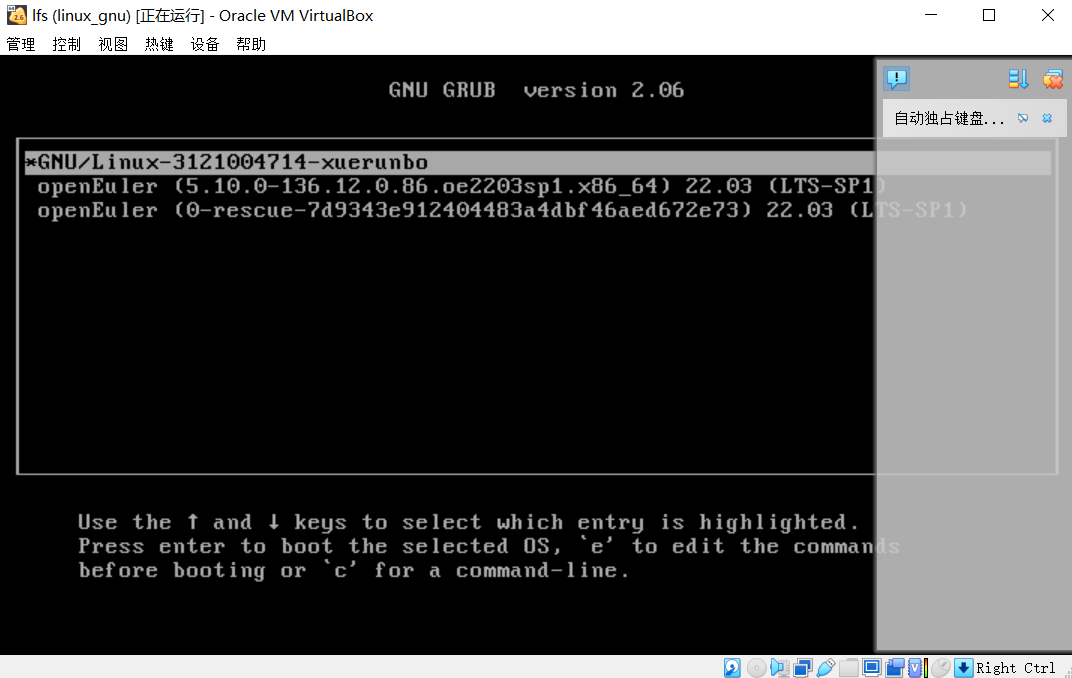 lfs (linux_gnu) [正在运行] - Oracle VM VirtualBox
管理 控制 视图 热键 设备 帮助
GNU GRUB version 2.06
自动独占键盘...
*GNU/Linux-3121004714-xuerunbo
openEuler (5.10.0-136.12.0.86.oe2203sp1.x86_64) 22.03 (LTS-SP1)
openEuler (0-rescue-7d9343e912404483a4dbf46aed672e73) 22.03 (LTS-SP1)
Use the ↑ and ↓ keys to select which entry is highlighted.
Press enter to boot the selected OS, `e' to edit the commands
before booting or `c' for a command-line.
Right Ctrl